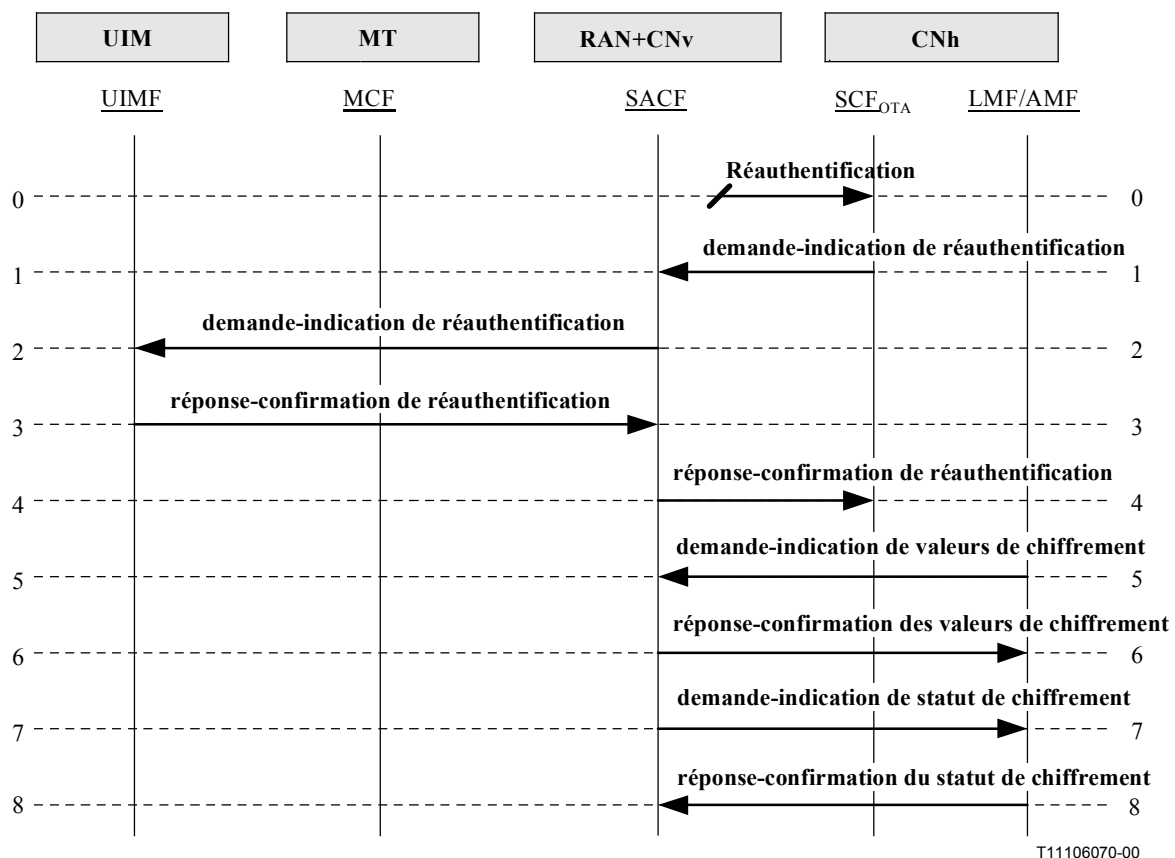 UIM MT RAN+CNv CNh
UIMF MCF SACF SCF_OTA LMF/AMF
Réauthentification
0 0
demande-indication de réauthentification
1 1
demande-indication de réauthentification
2 2
réponse-confirmation de réauthentification
3 3
réponse-confirmation de réauthentification
4 4
demande-indication de valeurs de chiffrement
5 5
réponse-confirmation des valeurs de chiffrement
6 6
demande-indication de statut de chiffrement
7 7
réponse-confirmation du statut de chiffrement
8 8
T11106070-00